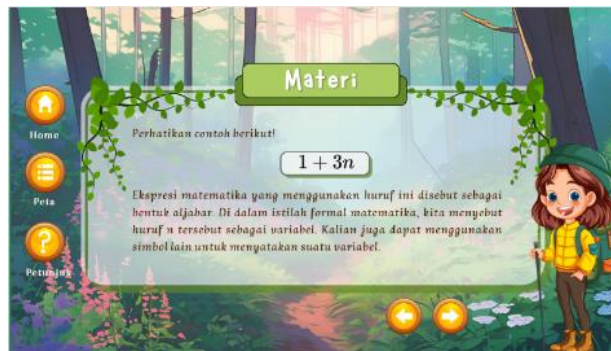 Materi
Home
Perhatikan contoh berikut!
1 + 3n
Peta
Ekspresi matematika yang menggunakan huruf ini disebut sebagai
bentuk aljabar. Di dalam istilah formal matematika, kita menyebut
huruf n tersebut sebagai variabel. Kalian juga dapat menggunakan
simbol lain untuk menyatakan suatu variabel.
Petunjuk